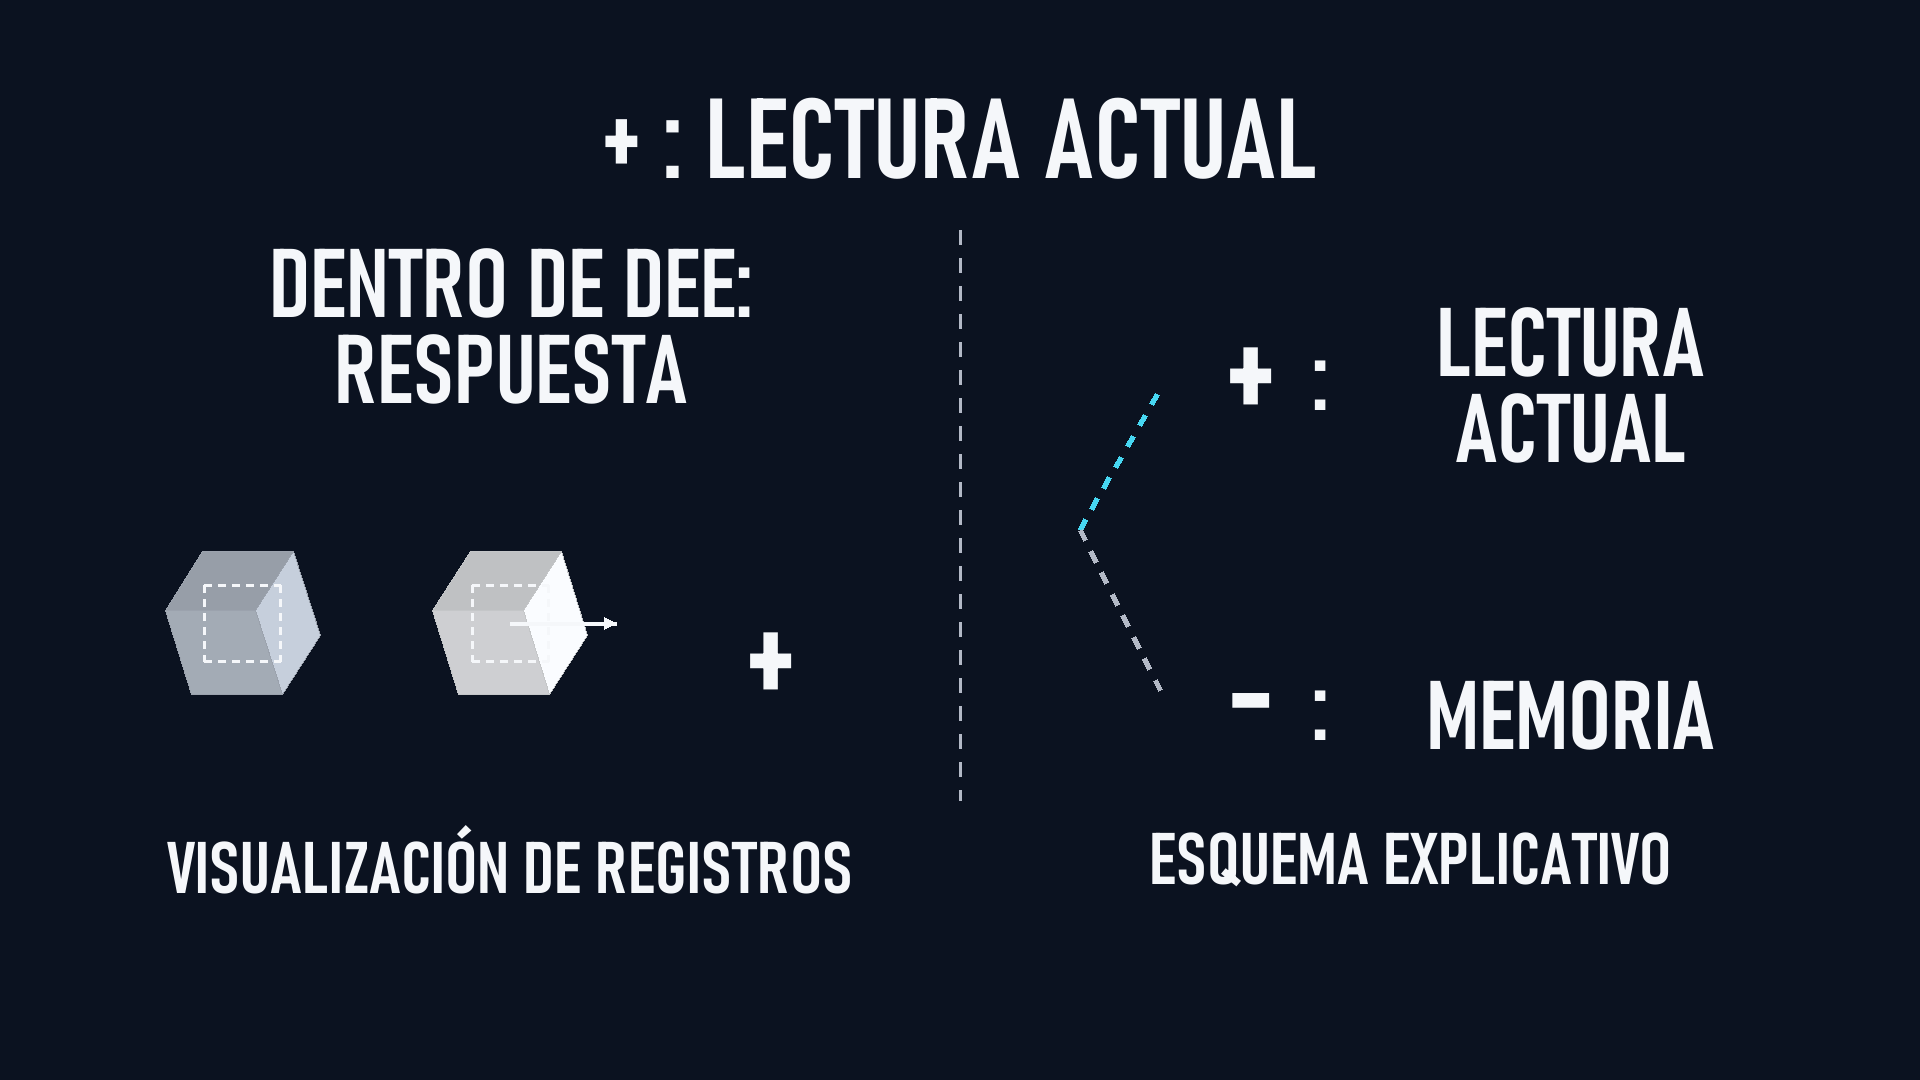 + : LECTURA ACTUAL
DENTRO DE DEE:
RESPUESTA
+
VISUALIZACIÓN DE REGISTROS
+ : LECTURA
ACTUAL
- : MEMORIA
ESQUEMA EXPLICATIVO